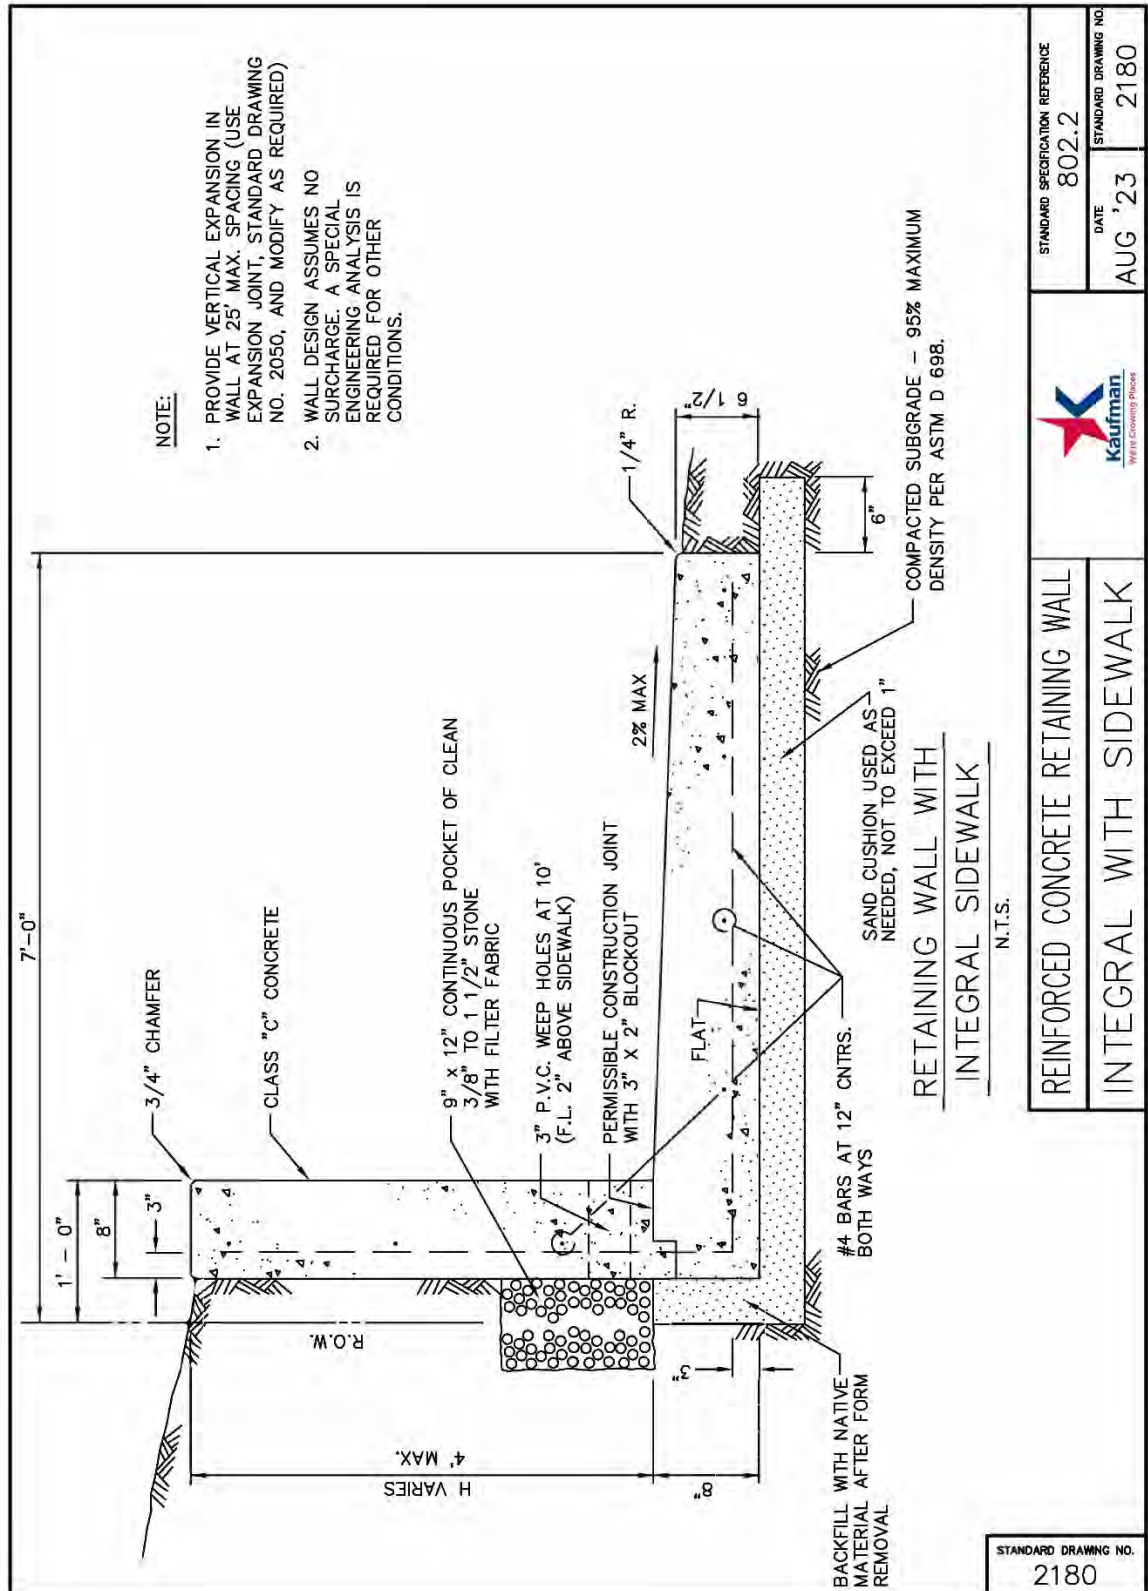 NOTE:
1. PROVIDE VERTICAL EXPANSION IN
WALL AT 25' MAX. SPACING (USE
EXPANSION JOINT, STANDARD DRAWING
NO. 2050, AND MODIFY AS REQUIRED)
2. WALL DESIGN ASSUMES NO
SURCHARGE. A SPECIAL
ENGINEERING ANALYSIS IS
REQUIRED FOR OTHER
CONDITIONS.
7'-0"
1' - 0"
8"
3"
3/4" CHAMFER
CLASS "C" CONCRETE
9" x 12" CONTINUOUS POCKET OF CLEAN
3/8" TO 1 1/2" STONE
WITH FILTER FABRIC
3" P.V.C. WEEP HOLES AT 10'
(F.L. 2" ABOVE SIDEWALK)
PERMISSIBLE CONSTRUCTION JOINT
WITH 3" X 2" BLOCKOUT
R.O.W.
H VARIES
4' MAX.
8"
3"
2% MAX
FLAT
1/4" R.
6 1/2"
6"
BACKFILL WITH NATIVE
MATERIAL AFTER FORM
REMOVAL
#4 BARS AT 12" CNTRS.
BOTH WAYS
SAND CUSHION USED AS
NEEDED, NOT TO EXCEED 1"
COMPACTED SUBGRADE - 95% MAXIMUM
DENSITY PER ASTM D 698.
RETAINING WALL WITH
INTEGRAL SIDEWALK
N.T.S.
REINFORCED CONCRETE RETAINING WALL
INTEGRAL WITH SIDEWALK
Kaufman
We're Growing Places
STANDARD SPECIFICATION REFERENCE
802.2
DATE
AUG '23
STANDARD DRAWING NO.
2180
STANDARD DRAWING NO.
2180